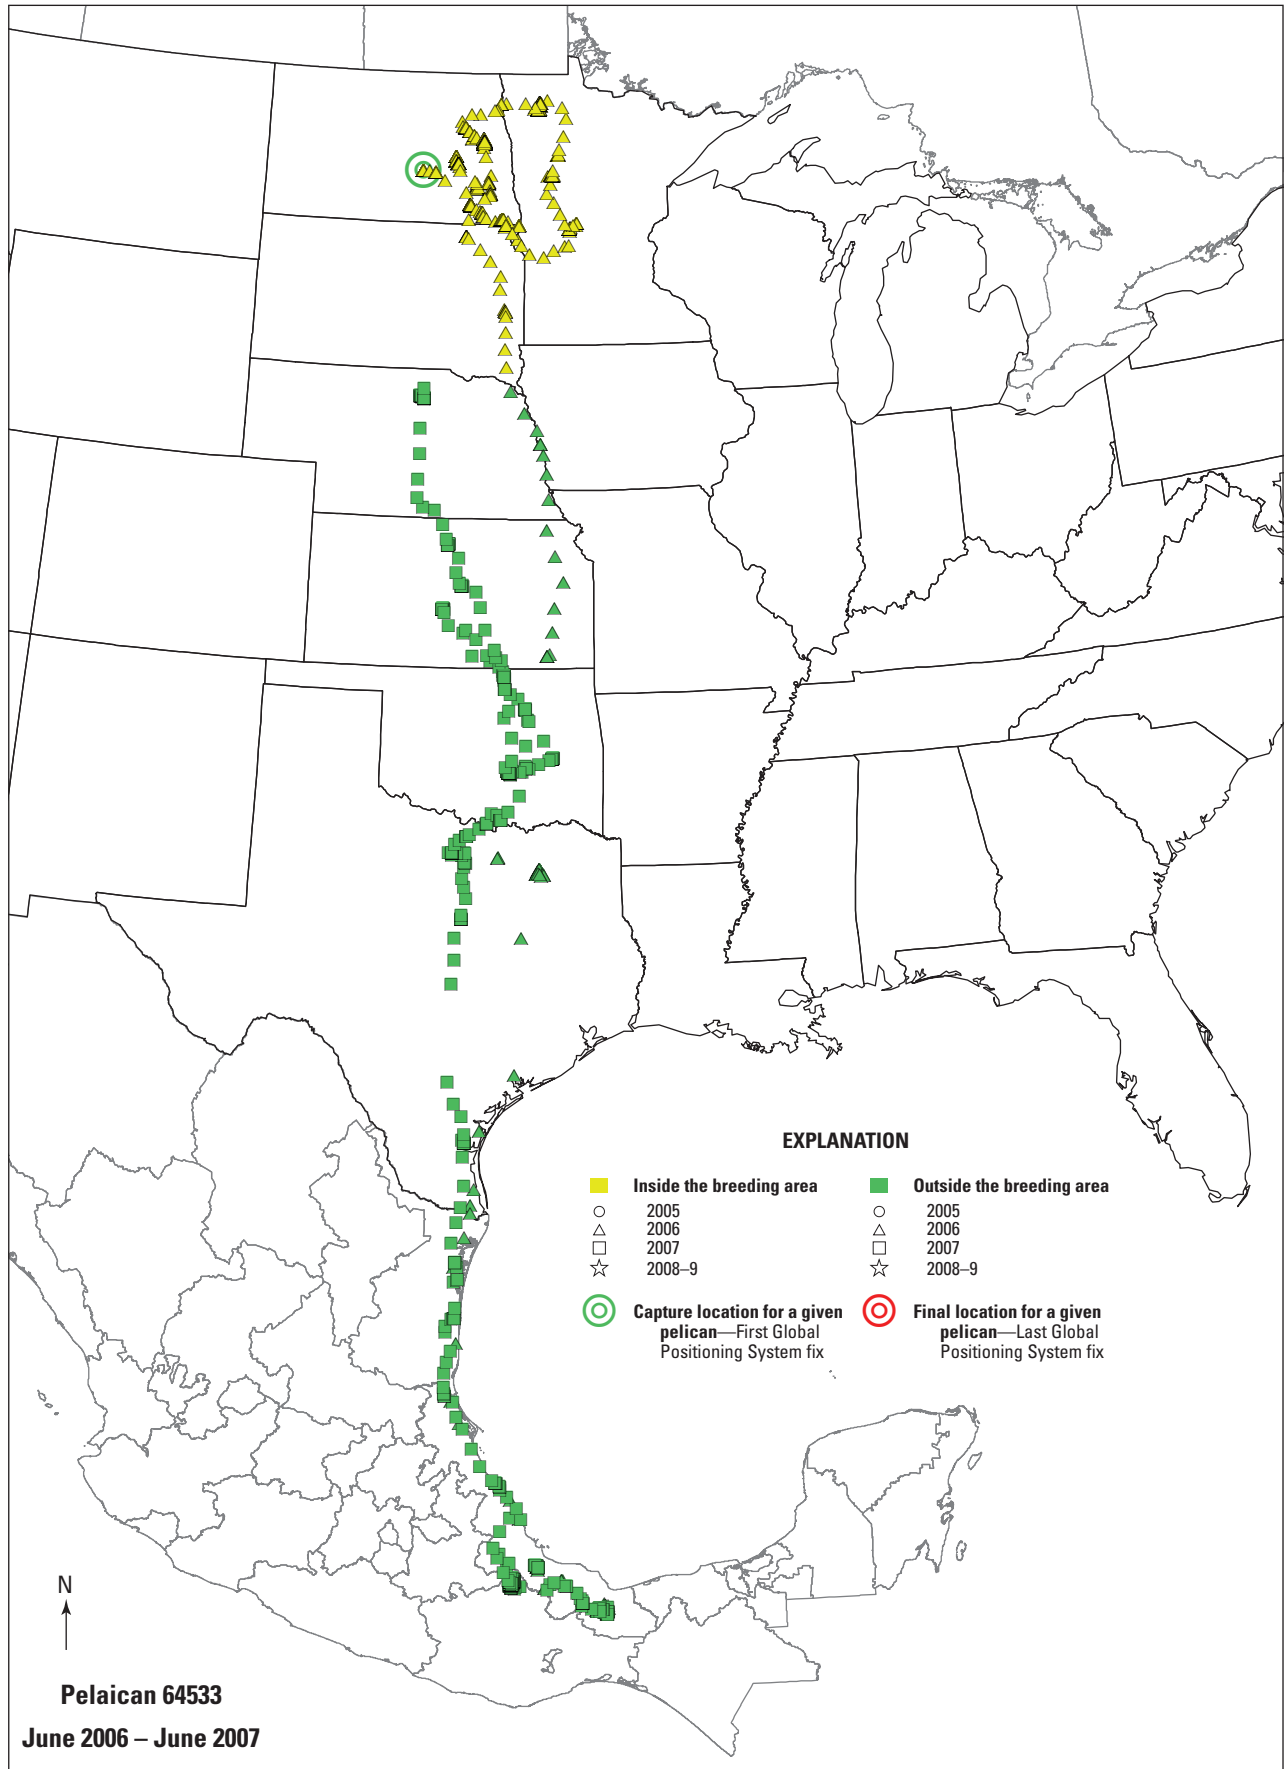 EXPLANATION
Inside the breeding area
2005
2006
2007
2008–9
Capture location for a given
pelican—First Global
Positioning System fix
Outside the breeding area
2005
2006
2007
2008–9
Final location for a given
pelican—Last Global
Positioning System fix
N
Pelaican 64533
June 2006 – June 2007